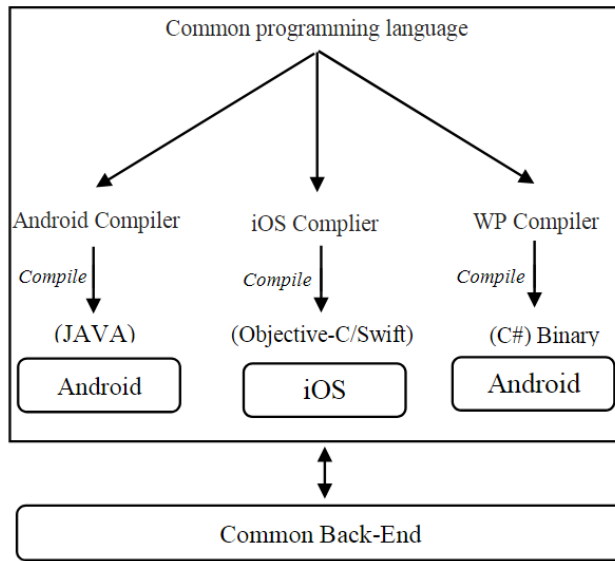 Common programming language
Android Compiler
iOS Complier
WP Compiler
Compile
Compile
Compile
(JAVA)
(Objective-C/Swift)
(C#) Binary
Android
iOS
Android
Common Back-End